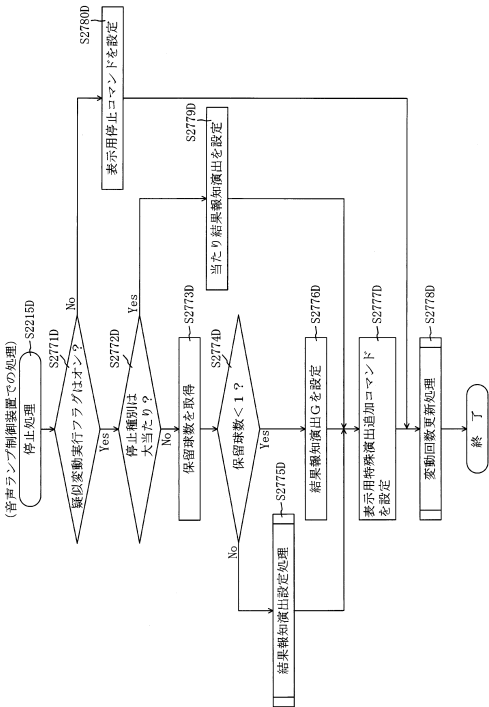 (音声ランプ制御装置での処理)
停止処理
S2215D
S2771D
疑似変動実行フラグはオン?
No
Yes
S2780D
表示用停止コマンドを設定
S2772D
停止種別は
大当たり?
Yes
No
S2779D
当たり結果報知演出を設定
S2773D
保留球数を取得
S2774D
保留球数<1?
No
Yes
S2775D
結果報知演出設定処理
S2776D
結果報知演出Gを設定
S2777D
表示用特殊演出追加コマンド
を設定
S2778D
変動回数更新処理
終 了